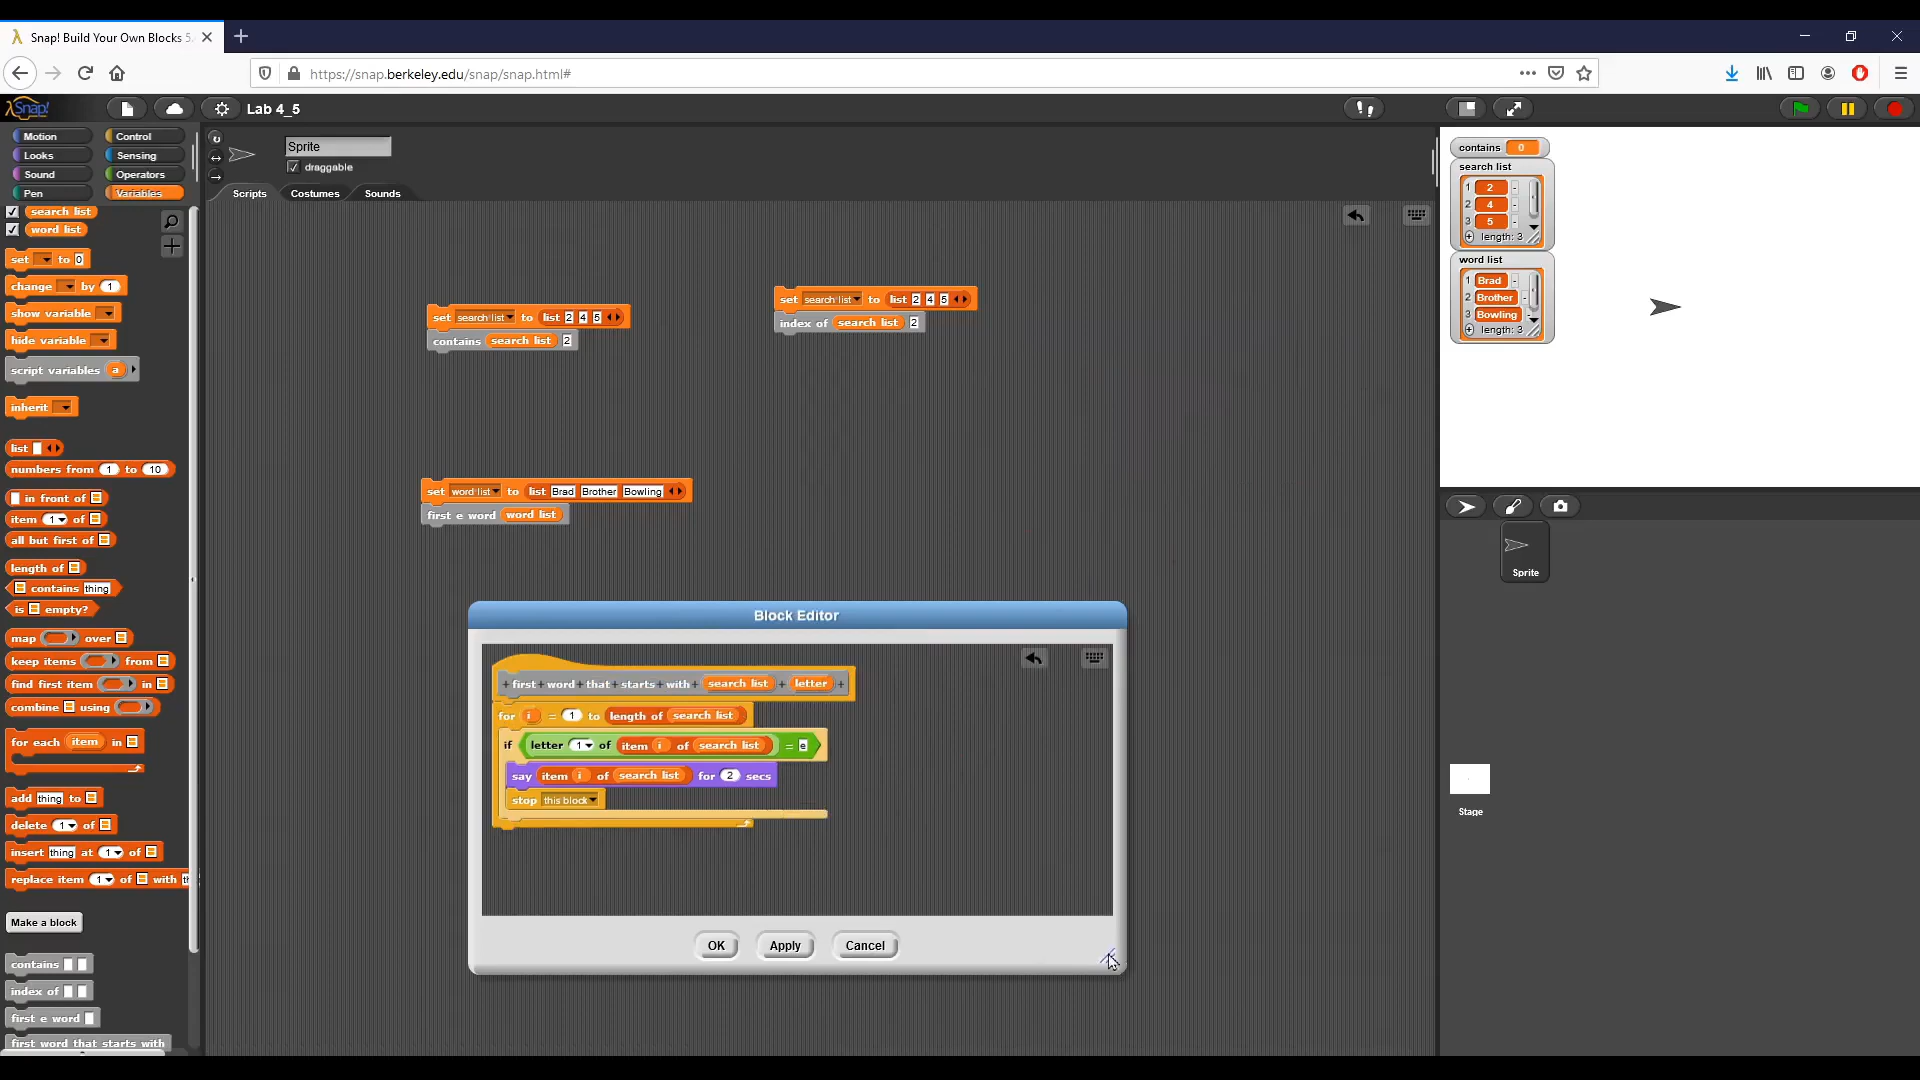 Snap! Build Your Own Blocks 5.
https://snap.berkeley.edu/snap/snap.html#
Snap! Lab 4_5
Motion Control
Looks Sensing
Sound Operators
Pen Variables
Sprite
draggable
Scripts Costumes Sounds
search list
word list
set to 0
change by 1
show variable
hide variable
script variables a
inherit
list
numbers from 1 to 10
in front of
item 1 of
all but first of
length of
contains thing
is empty?
map over
keep items from
find first item in
combine using
for each item in
add thing to
delete 1 of
insert thing at 1 of
replace item 1 of with th
Make a block
contains
index of
first e word
first word that starts with
set search list to list 2 4 5
contains search list 2
set search list to list 2 4 5
index of search list 2
set word list to list Brad Brother Bowling
first e word word list
Block Editor
+ first + word + that + starts + with + search list + letter +
for i = 1 to length of search list
if letter 1 of item i of search list = e
say item i of search list for 2 secs
stop this block
OK Apply Cancel
contains 0
search list
1 2 -
2 4 -
3 5 -
+ length: 3
word list
1 Brad -
2 Brother -
3 Bowling -
+ length: 3
Sprite
Stage